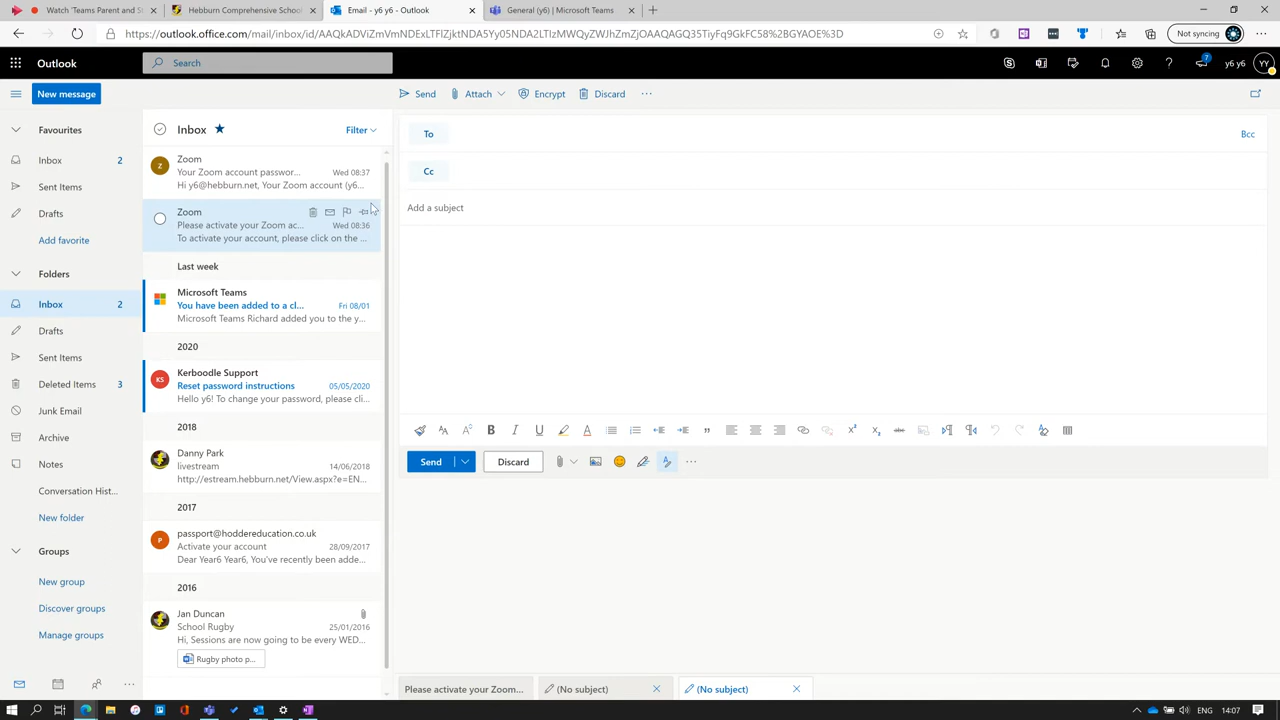 Watch 'Teams Parent and St
Hebburn Comprehensive School
Email - y6 y6 - Outlook
General (y6) | Microsoft Teams
https://outlook.office.com/mail/inbox/id/AAQkADViZmVmNDExLTFlZjktNDA5Yy05NDA2LTIzMWQyZWJhZmZjOAAQAGQ35TiyFq9GkFC58%2BGYAOE%3D
Not syncing
Outlook
Search
7
y6 y6
YY
New message
Send
Attach
Encrypt
Discard
Favourites
Inbox 2
Sent Items
Drafts
Add favorite
Folders
Inbox 2
Drafts
Sent Items
Deleted Items 3
Junk Email
Archive
Notes
Conversation Hist...
New folder
Groups
New group
Discover groups
Manage groups
Inbox
Filter
Z
Zoom
Your Zoom account passwor... Wed 08:37
Hi y6@hebburn.net, Your Zoom account (y6...
Zoom
Please activate your Zoom ac... Wed 08:36
To activate your account, please click on the ...
Last week
Microsoft Teams
You have been added to a cl... Fri 08/01
Microsoft Teams Richard added you to the y...
2020
KS
Kerboodle Support
Reset password instructions 05/05/2020
Hello y6! To change your password, please cli...
2018
Danny Park
livestream 14/06/2018
http://estream.hebburn.net/View.aspx?e=EN...
2017
P
passport@hoddereducation.co.uk
Activate your account 28/09/2017
Dear Year6 Year6, You've recently been adde...
2016
Jan Duncan
School Rugby 25/01/2016
Hi, Sessions are now going to be every WED...
Rugby photo p...
To
Bcc
Cc
Add a subject
Send
Discard
Please activate your Zoom...
(No subject)
(No subject)
ENG
14:07